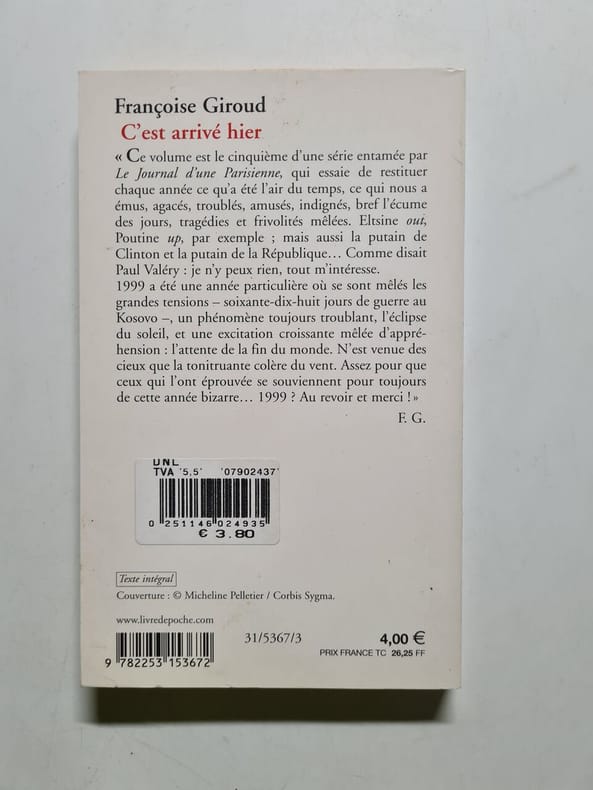 Françoise Giroud
C'est arrivé hier
« Ce volume est le cinquième d'une série entamée par
Le Journal d'une Parisienne, qui essaie de restituer
chaque année ce qu'a été l'air du temps, ce qui nous a
émus, agacés, troublés, amusés, indignés, bref l'écume
des jours, tragédies et frivolités mêlées. Eltsine out,
Poutine up, par exemple ; mais aussi la putain de
Clinton et la putain de la République... Comme disait
Paul Valéry : je n'y peux rien, tout m'intéresse.
1999 a été une année particulière où se sont mêlés les
grandes tensions – soixante-dix-huit jours de guerre au
Kosovo –, un phénomène toujours troublant, l'éclipse
du soleil, et une excitation croissante mêlée d'appré-
hension : l'attente de la fin du monde. N'est venue des
cieux que la tonitruante colère du vent. Assez pour que
ceux qui l'ont éprouvée se souviennent pour toujours
de cette année bizarre... 1999 ? Au revoir et merci ! »
F. G.
UNL
TVA '5,5' '07902437'
0 251146 024935
€ 3.80
Texte intégral
Couverture : © Micheline Pelletier / Corbis Sygma.
www.livredepoche.com
9 782253 153672
31/5367/3
4,00 €
PRIX FRANCE TC 26,25 FF